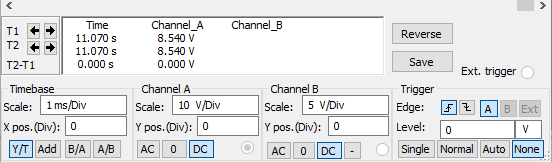 Time Channel_A Channel_B
T1 11.070 s 8.540 V
T2 11.070 s 8.540 V
T2-T1 0.000 s 0.000 V
Reverse
Save
Ext. trigger
Timebase Channel A Channel B Trigger
Scale: 1 ms/Div Scale: 10 V/Div Scale: 5 V/Div Edge: A B Ext
X pos.(Div): 0 Y pos.(Div): 0 Y pos.(Div): 0 Level: 0 V
Y/T Add B/A A/B AC 0 DC AC 0 DC - Single Normal Auto None